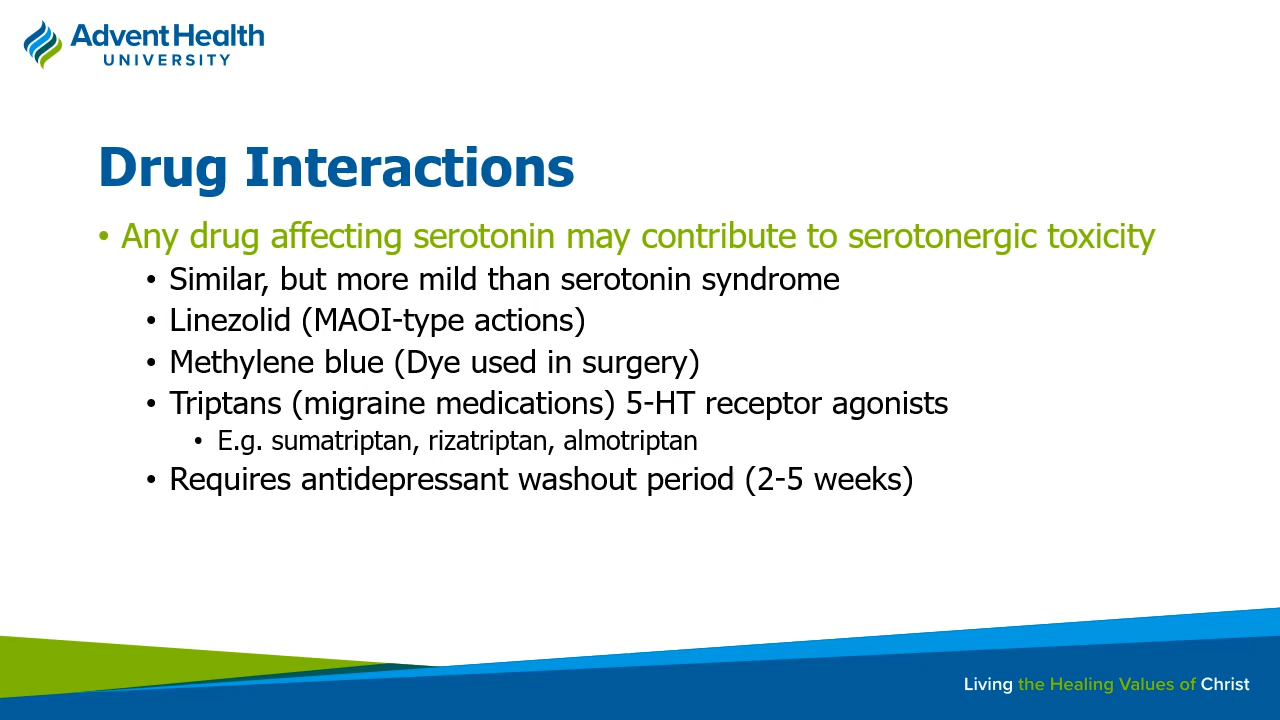 AdventHealth
UNIVERSITY
Drug Interactions
• Any drug affecting serotonin may contribute to serotonergic toxicity
• Similar, but more mild than serotonin syndrome
• Linezolid (MAOI-type actions)
• Methylene blue (Dye used in surgery)
• Triptans (migraine medications) 5-HT receptor agonists
• E.g. sumatriptan, rizatriptan, almotriptan
• Requires antidepressant washout period (2-5 weeks)
Living the Healing Values of Christ